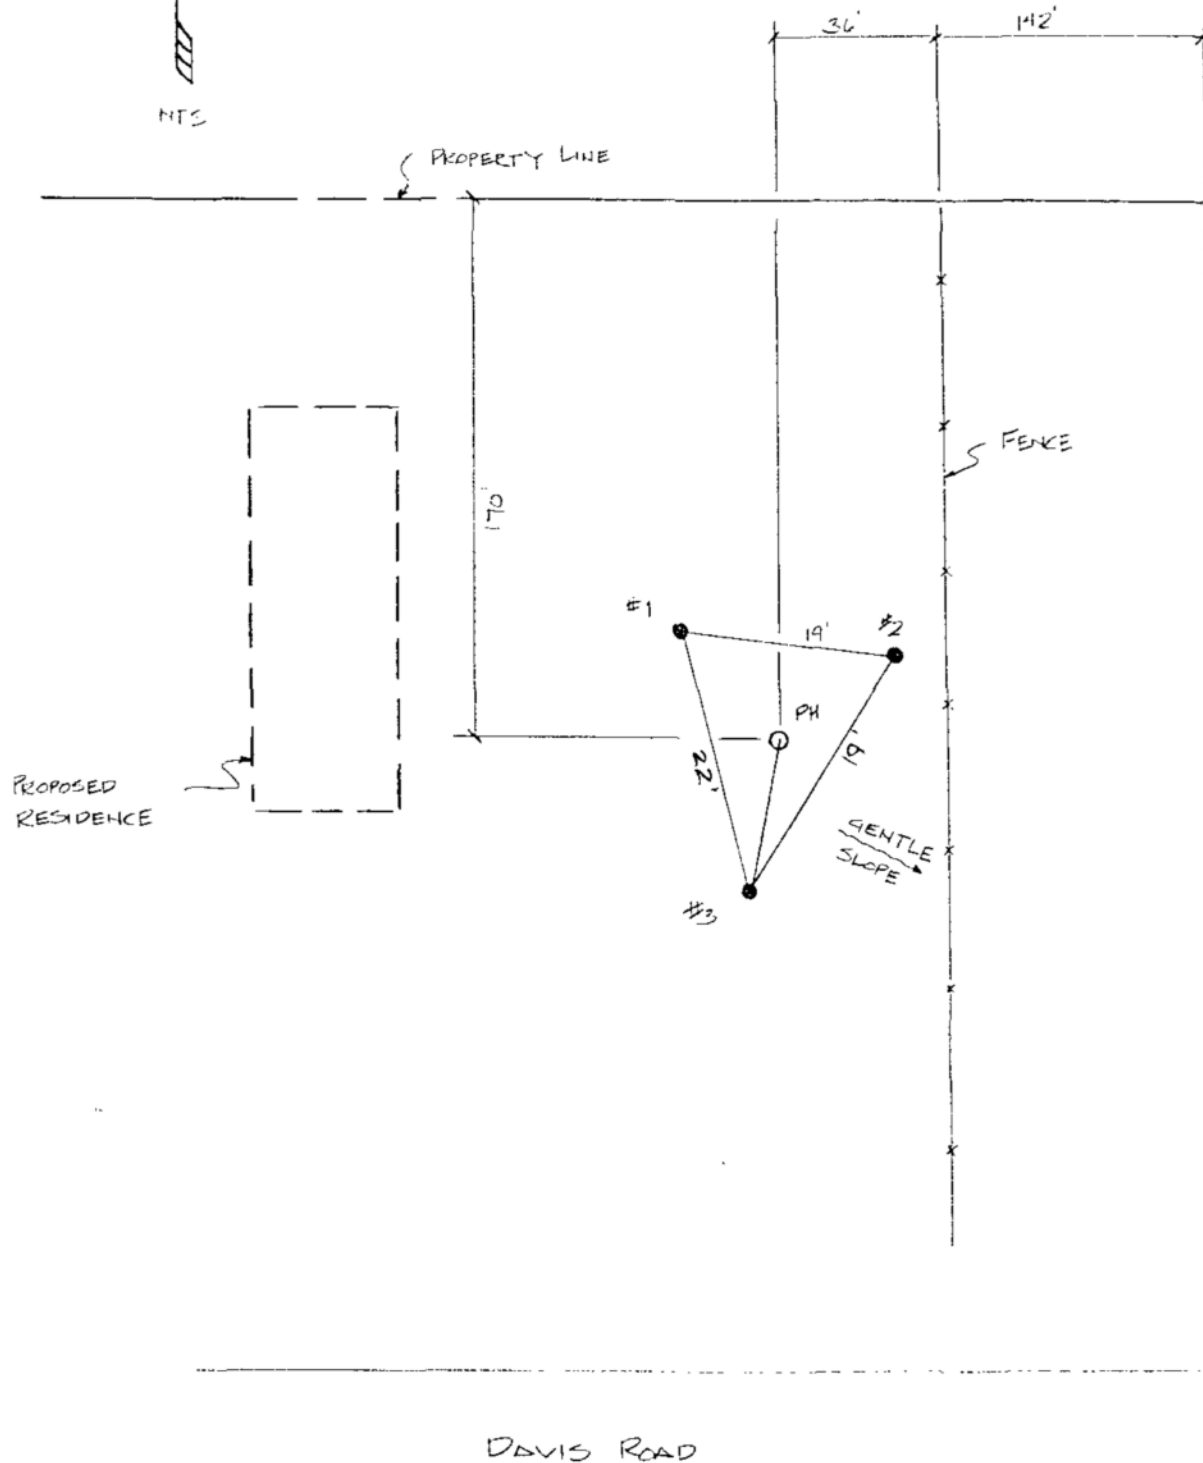 36'
142'
NTS
PROPERTY LINE
FENCE
170'
#1
19'
#2
PH
22'
19'
PROPOSED
RESIDENCE
GENTLE
SLOPE
#3
DAVIS ROAD